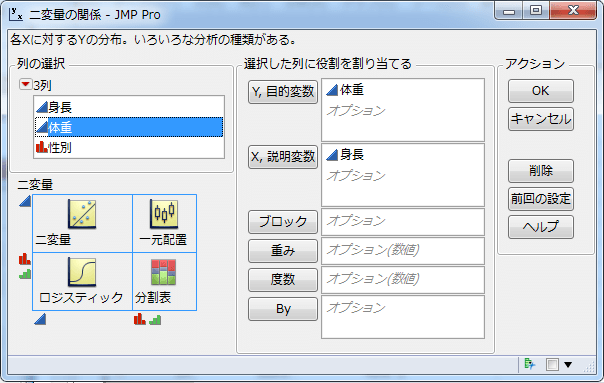 二変量の関係 - JMP Pro
各Xに対するYの分布。いろいろな分析の種類がある。
列の選択
3列
身長
体重
性別
二変量
二変量
一元配置
ロジスティック
分割表
選択した列に役割を割り当てる
Y, 目的変数
体重
オプション
X, 説明変数
身長
オプション
ブロック
オプション
重み
オプション(数値)
度数
オプション(数値)
By
オプション
アクション
OK
キャンセル
削除
前回の設定
ヘルプ